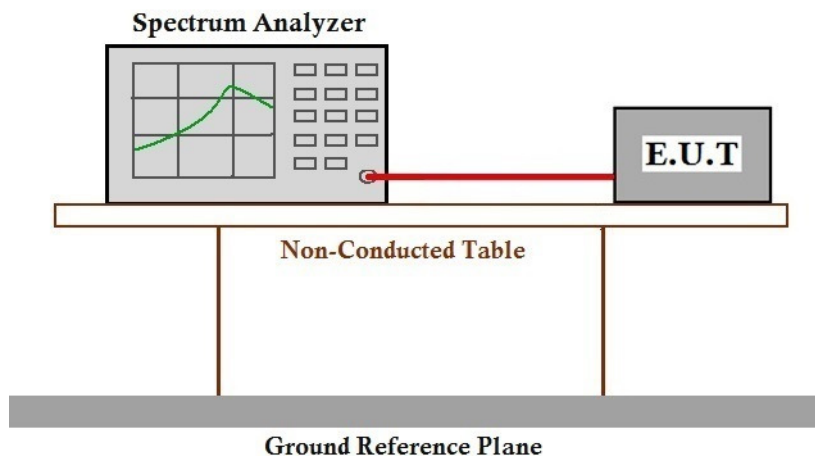 Spectrum Analyzer
E.U.T
Non-Conducted Table
Ground Reference Plane